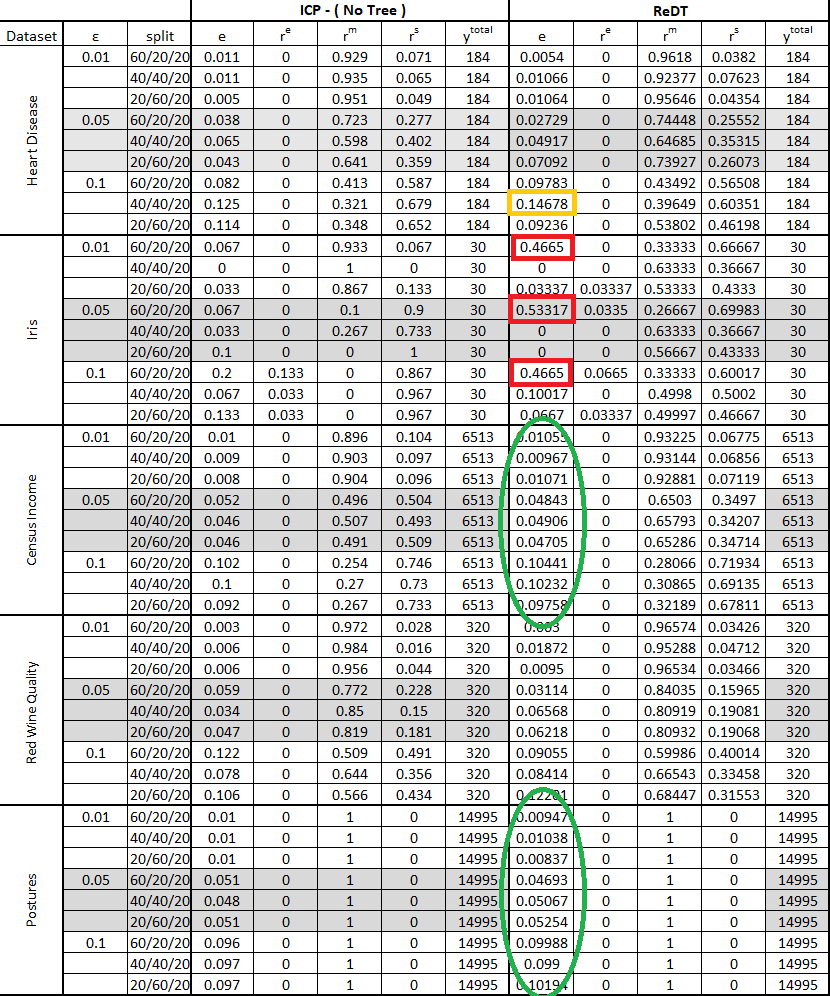 ICP - ( No Tree ) ReDT
Dataset ε split e rᵉ rᵐ rˢ yᵗᵒᵗᵃˡ e rᵉ rᵐ rˢ yᵗᵒᵗᵃˡ
Heart Disease
0.01 60/20/20 0.011 0 0.929 0.071 184 0.0054 0 0.9618 0.0382 184
40/40/20 0.011 0 0.935 0.065 184 0.01066 0 0.92377 0.07623 184
20/60/20 0.005 0 0.951 0.049 184 0.01064 0 0.95646 0.04354 184
0.05 60/20/20 0.038 0 0.723 0.277 184 0.02729 0 0.74448 0.25552 184
40/40/20 0.065 0 0.598 0.402 184 0.04917 0 0.64685 0.35315 184
20/60/20 0.043 0 0.641 0.359 184 0.07092 0 0.73927 0.26073 184
0.1 60/20/20 0.082 0 0.413 0.587 184 0.09783 0 0.43492 0.56508 184
40/40/20 0.125 0 0.321 0.679 184 0.14678 0 0.39649 0.60351 184
20/60/20 0.114 0 0.348 0.652 184 0.09236 0 0.53802 0.46198 184
Iris
0.01 60/20/20 0.067 0 0.933 0.067 30 0.4665 0 0.33333 0.66667 30
40/40/20 0 0 1 0 30 0 0 0.63333 0.36667 30
20/60/20 0.033 0 0.867 0.133 30 0.03337 0.03337 0.53333 0.4333 30
0.05 60/20/20 0.067 0 0.1 0.9 30 0.53317 0.0335 0.26667 0.69983 30
40/40/20 0.033 0 0.267 0.733 30 0 0 0.63333 0.36667 30
20/60/20 0.1 0 0 1 30 0 0 0.56667 0.43333 30
0.1 60/20/20 0.2 0.133 0 0.867 30 0.4665 0.0665 0.33333 0.60017 30
40/40/20 0.067 0.033 0 0.967 30 0.10017 0 0.4998 0.5002 30
20/60/20 0.133 0.033 0 0.967 30 0.0667 0.03337 0.49997 0.46667 30
Census Income
0.01 60/20/20 0.01 0 0.896 0.104 6513 0.01055 0 0.93225 0.06775 6513
40/40/20 0.009 0 0.903 0.097 6513 0.00967 0 0.93144 0.06856 6513
20/60/20 0.008 0 0.904 0.096 6513 0.01071 0 0.92881 0.07119 6513
0.05 60/20/20 0.052 0 0.496 0.504 6513 0.04843 0 0.6503 0.3497 6513
40/40/20 0.046 0 0.507 0.493 6513 0.04906 0 0.65793 0.34207 6513
20/60/20 0.046 0 0.491 0.509 6513 0.04705 0 0.65286 0.34714 6513
0.1 60/20/20 0.102 0 0.254 0.746 6513 0.10441 0 0.28066 0.71934 6513
40/40/20 0.1 0 0.27 0.73 6513 0.10232 0 0.30865 0.69135 6513
20/60/20 0.092 0 0.267 0.733 6513 0.09758 0 0.32189 0.67811 6513
Red Wine Quality
0.01 60/20/20 0.003 0 0.972 0.028 320 0.003 0 0.96574 0.03426 320
40/40/20 0.006 0 0.984 0.016 320 0.01872 0 0.95288 0.04712 320
20/60/20 0.006 0 0.956 0.044 320 0.0095 0 0.96534 0.03466 320
0.05 60/20/20 0.059 0 0.772 0.228 320 0.03114 0 0.84035 0.15965 320
40/40/20 0.034 0 0.85 0.15 320 0.06568 0 0.80919 0.19081 320
20/60/20 0.047 0 0.819 0.181 320 0.06218 0 0.80932 0.19068 320
0.1 60/20/20 0.122 0 0.509 0.491 320 0.09055 0 0.59986 0.40014 320
40/40/20 0.078 0 0.644 0.356 320 0.08414 0 0.66543 0.33458 320
20/60/20 0.106 0 0.566 0.434 320 0.12201 0 0.68447 0.31553 320
Postures
0.01 60/20/20 0.01 0 1 0 14995 0.00947 0 1 0 14995
40/40/20 0.01 0 1 0 14995 0.01038 0 1 0 14995
20/60/20 0.01 0 1 0 14995 0.00837 0 1 0 14995
0.05 60/20/20 0.051 0 1 0 14995 0.04693 0 1 0 14995
40/40/20 0.048 0 1 0 14995 0.05067 0 1 0 14995
20/60/20 0.051 0 1 0 14995 0.05254 0 1 0 14995
0.1 60/20/20 0.096 0 1 0 14995 0.09988 0 1 0 14995
40/40/20 0.097 0 1 0 14995 0.099 0 1 0 14995
20/60/20 0.097 0 1 0 14995 0.10194 0 1 0 14995